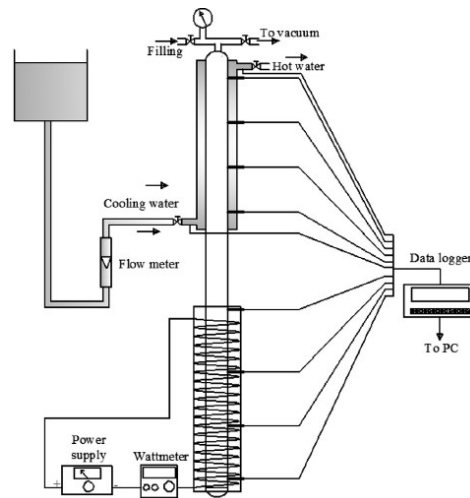 To vacuum
Filling
Hot water
Cooling water
Flow meter
Data logger
To PC
Power
supply
Wattmeter
+
-